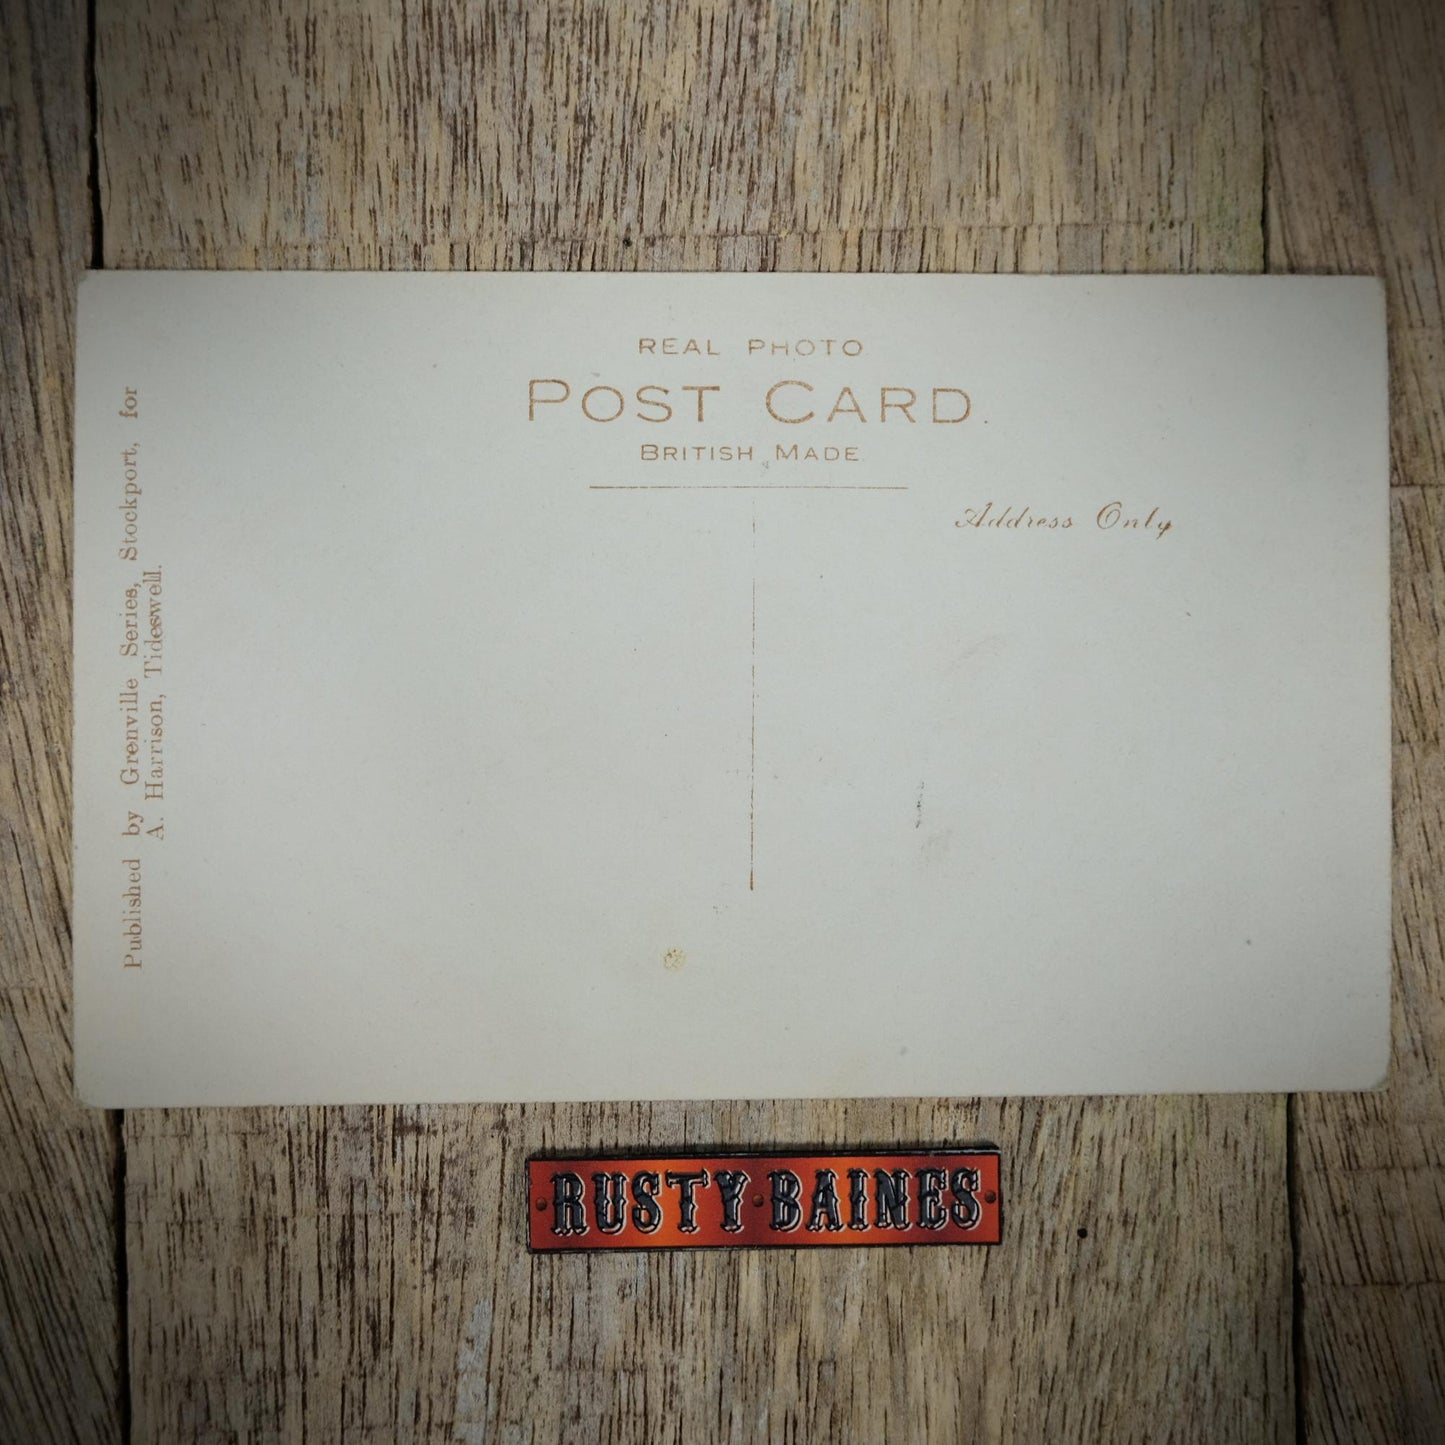 REAL PHOTO
POST CARD.
BRITISH MADE
Address Only
Published by Grenville Series, Stockport, for
A. Harrison, Tideswell.
RUSTY·BAINES